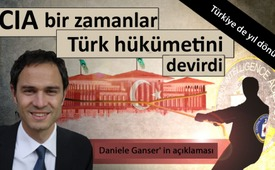 CIA bir zamanlar
Türk hükümetini
devirdi
Türkiye de yıl dönü
Daniele Ganser' in açıklaması